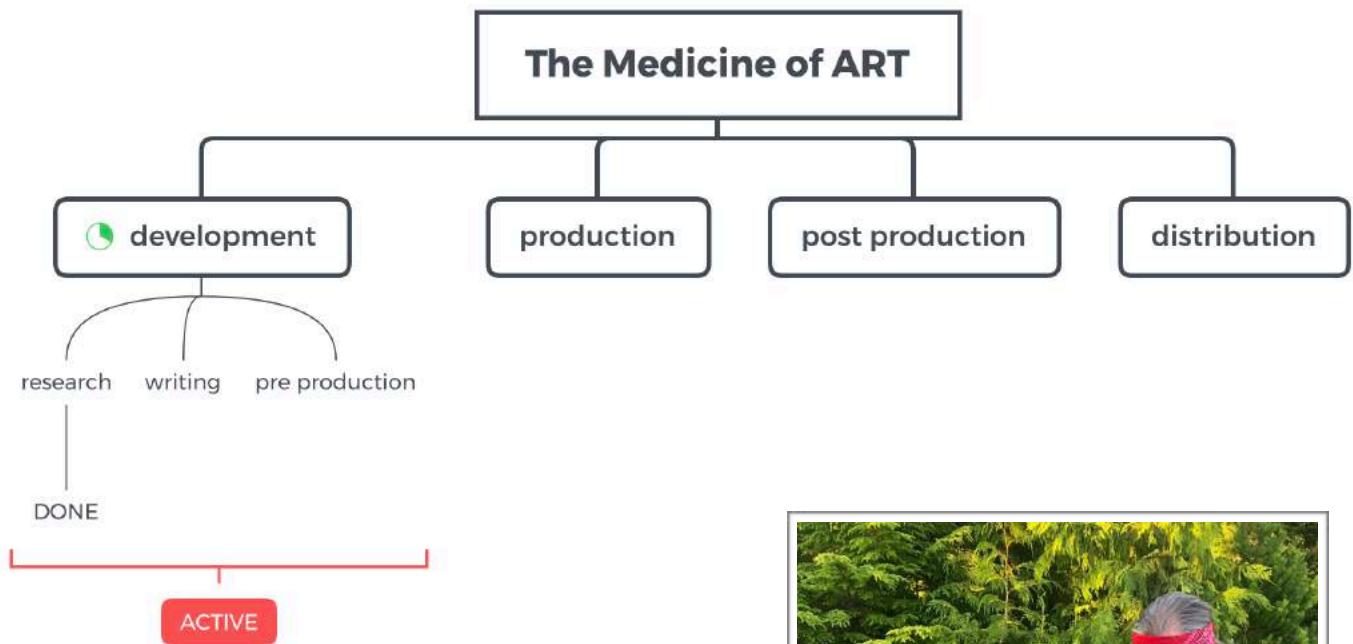 The Medicine of ART
development
production
post production
distribution
research
writing
pre production
DONE
ACTIVE